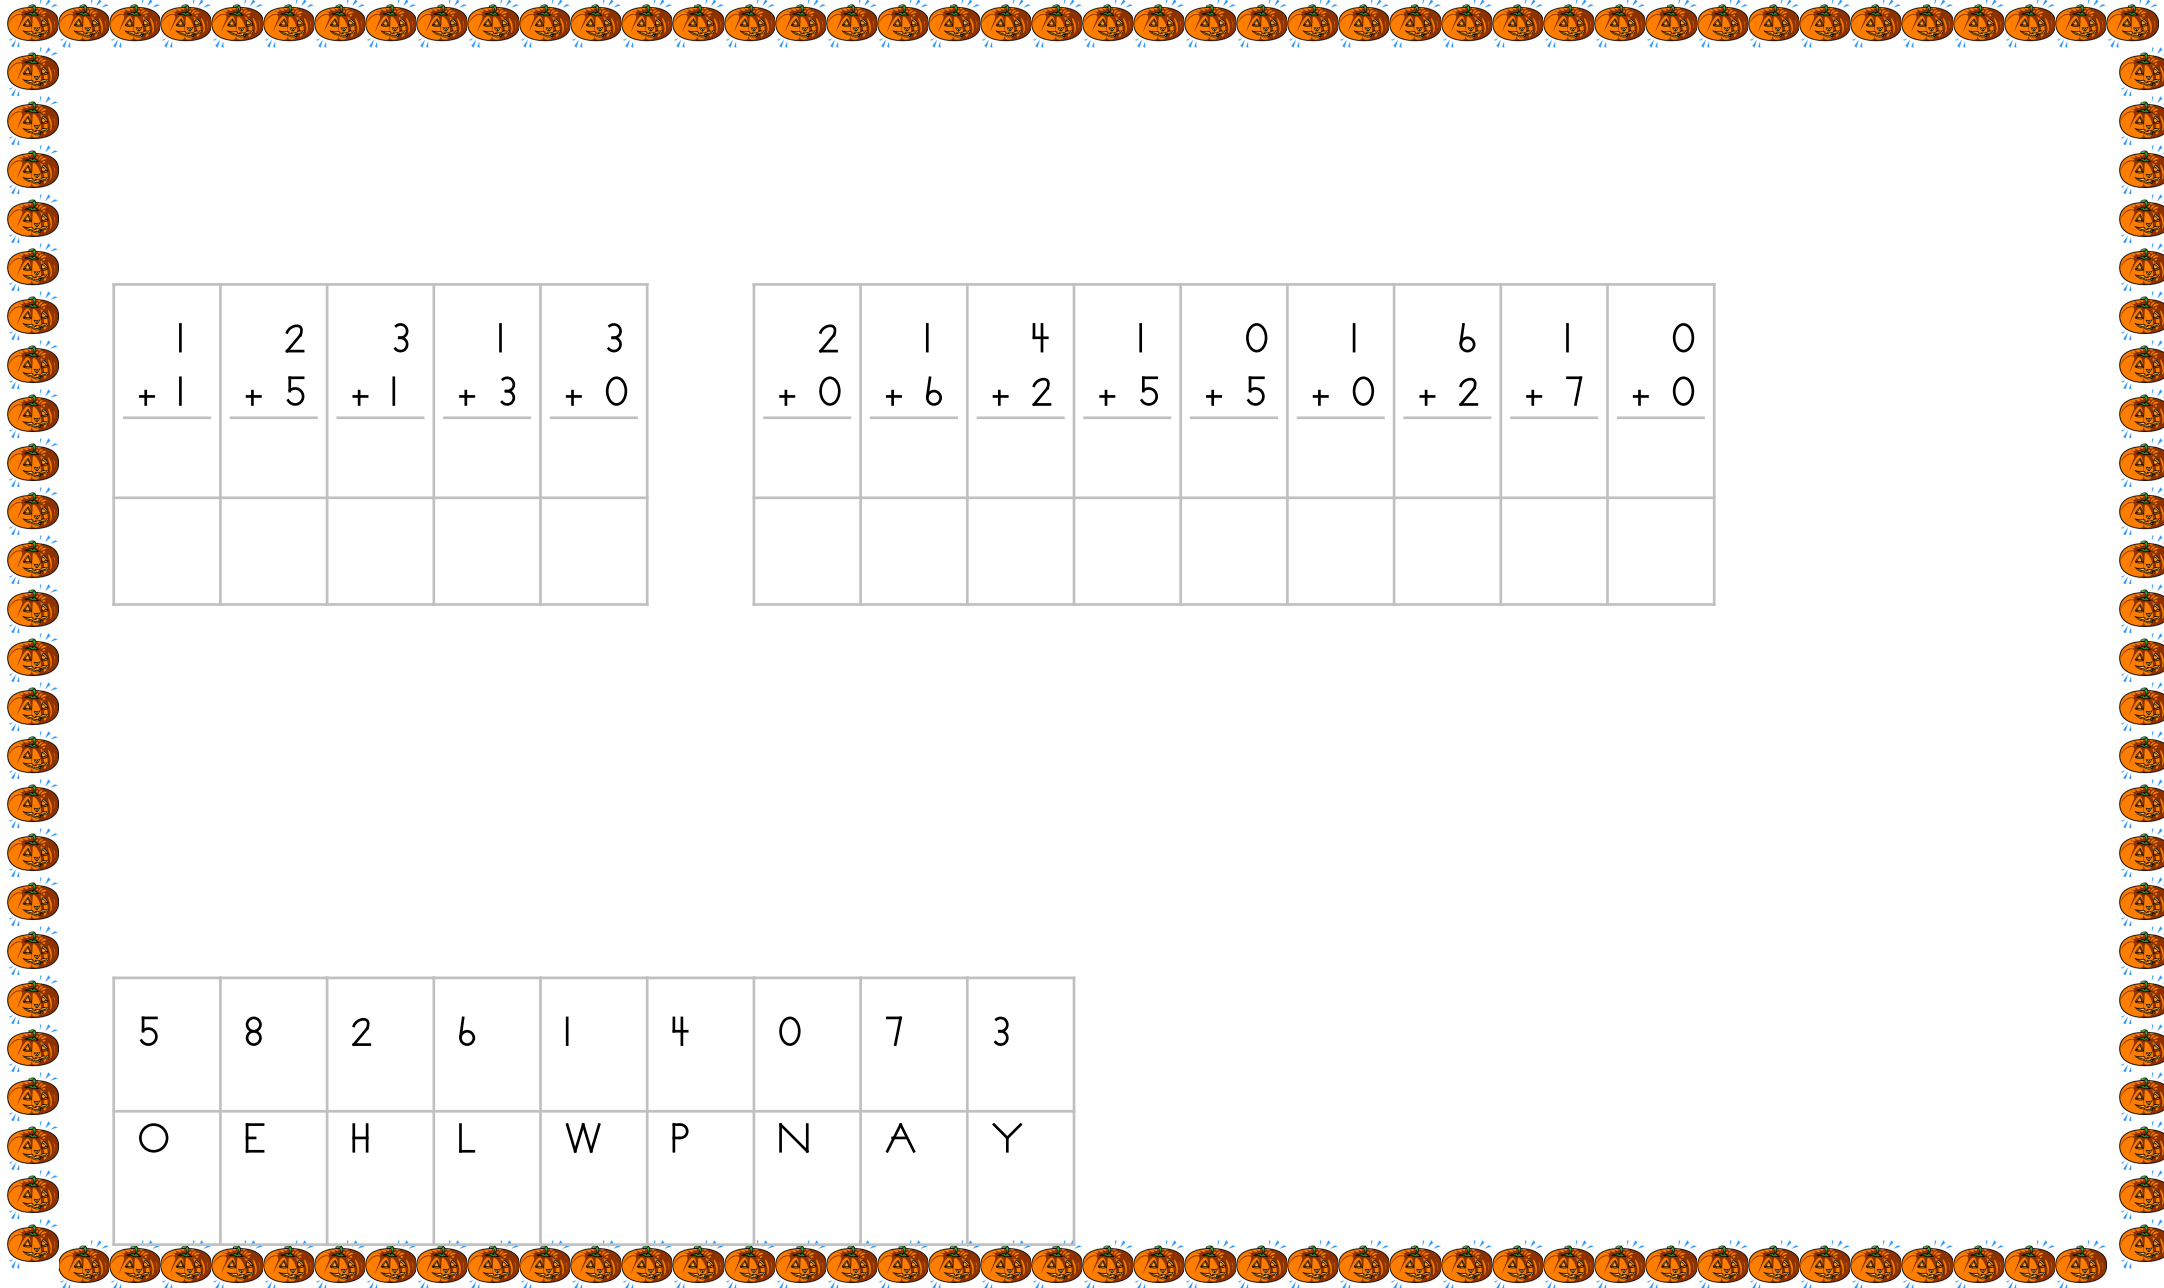 1 2 3 1 3 2 1 4 1 0 1 6 1 0
+ 1 + 5 + 1 + 3 + 0 + 0 + 6 + 2 + 5 + 5 + 0 + 2 + 7 + 0
5 8 2 6 1 4 0 7 3
O E H L W P N A Y